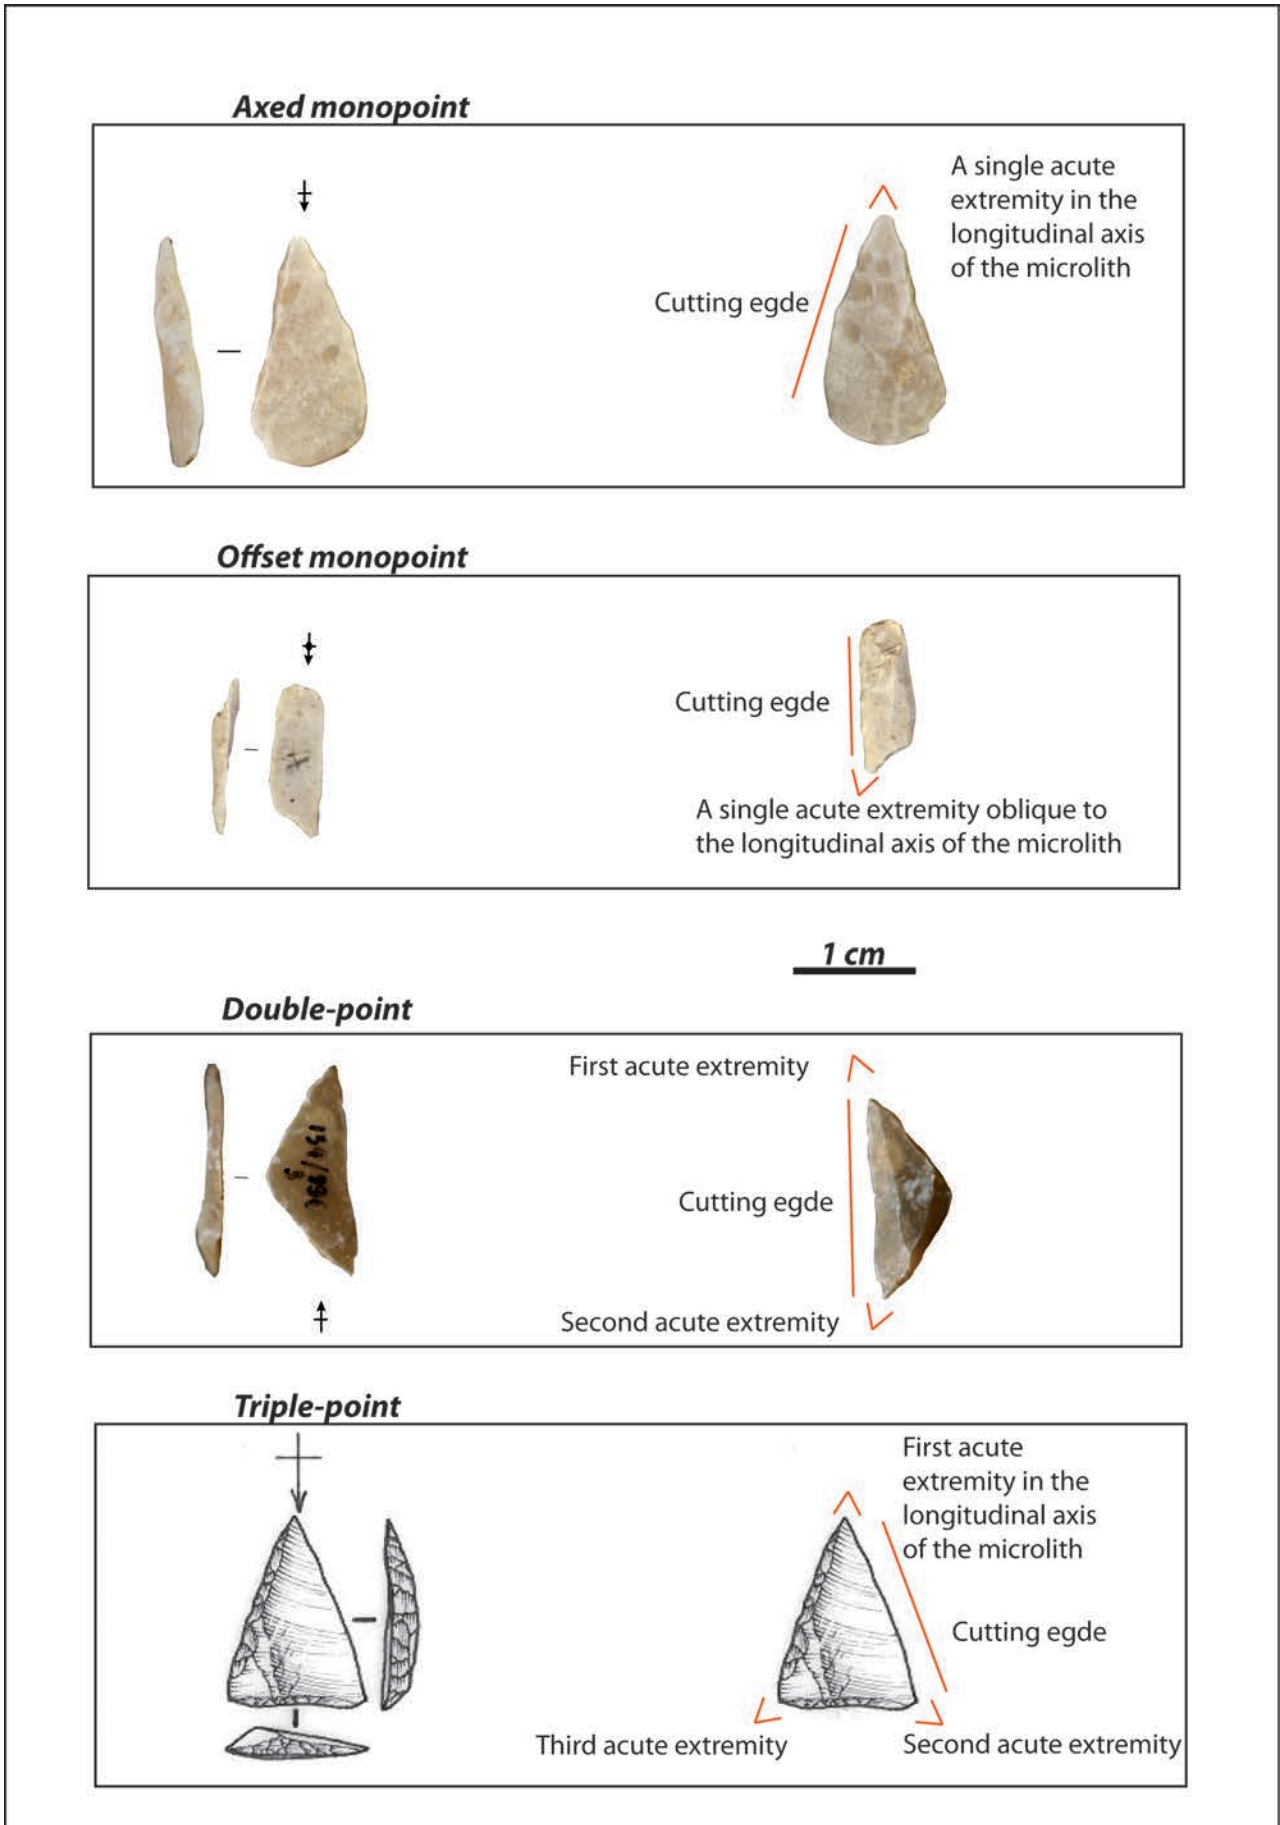 Axed monopoint
A single acute
extremity in the
longitudinal axis
of the microlith
Cutting egde
Offset monopoint
Cutting egde
A single acute extremity oblique to
the longitudinal axis of the microlith
1 cm
Double-point
First acute extremity
Cutting egde
Second acute extremity
Triple-point
First acute
extremity in the
longitudinal axis
of the microlith
Cutting egde
Third acute extremity
Second acute extremity